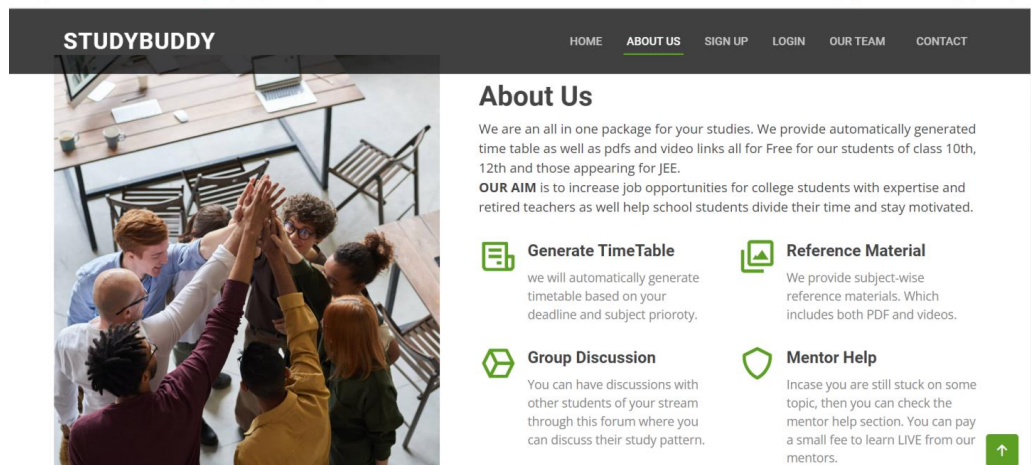 STUDYBUDDY
HOME ABOUT US SIGN UP LOGIN OUR TEAM CONTACT
About Us
We are an all in one package for your studies. We provide automatically generated
time table as well as pdfs and video links all for Free for our students of class 10th,
12th and those appearing for JEE.
OUR AIM is to increase job opportunities for college students with expertise and
retired teachers as well help school students divide their time and stay motivated.
Generate TimeTable
we will automatically generate
timetable based on your
deadline and subject prioroty.
Reference Material
We provide subject-wise
reference materials. Which
includes both PDF and videos.
Group Discussion
You can have discussions with
other students of your stream
through this forum where you
can discuss their study pattern.
Mentor Help
Incase you are still stuck on some
topic, then you can check the
mentor help section. You can pay
a small fee to learn LIVE from our
mentors.